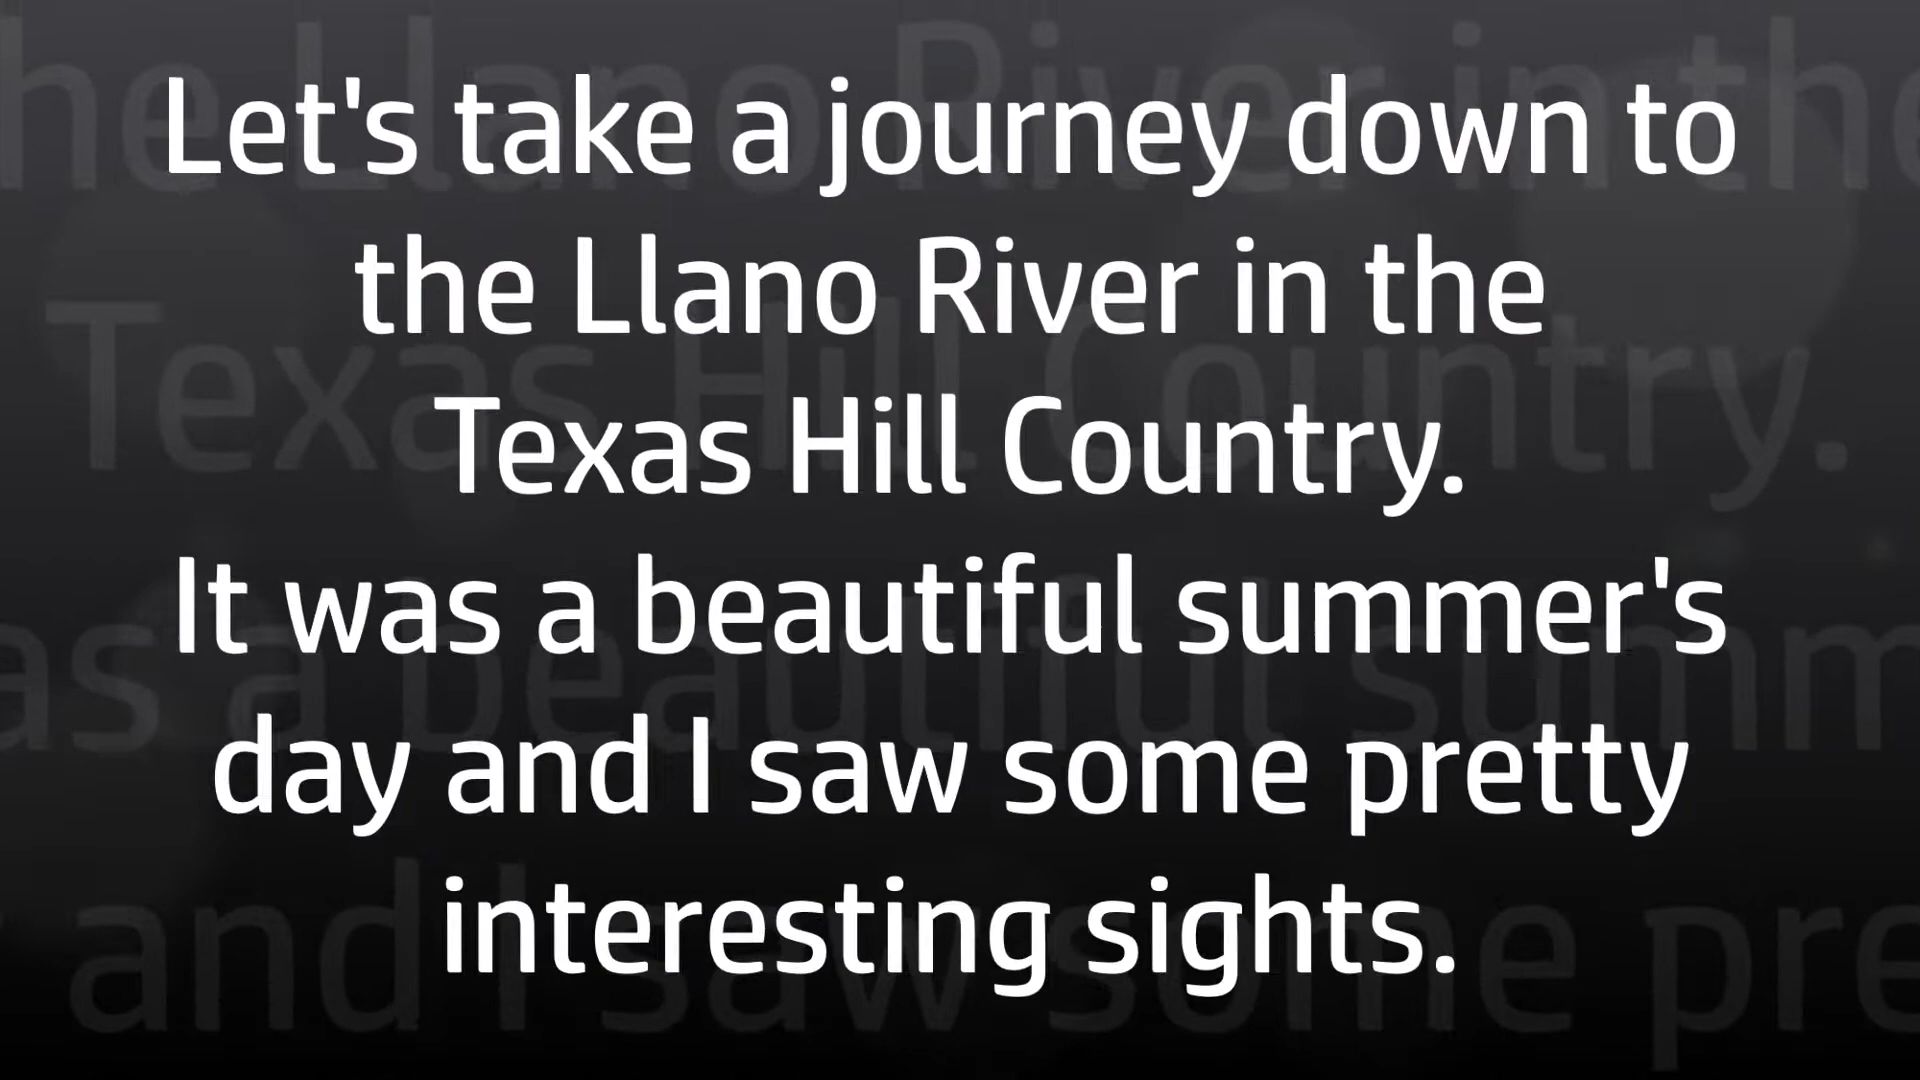 Let's take a journey down to
the Llano River in the
Texas Hill Country.
It was a beautiful summer's
day and I saw some pretty
interesting sights.